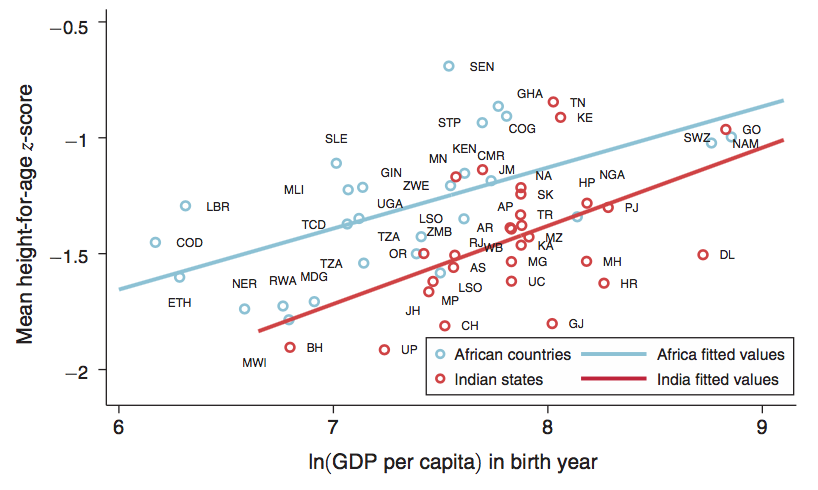 −0.5
SEN
GHA
TN
KE
STP
COG
SLE
SWZ
GO
NAM
KEN
CMR
MN
JM
GIN
ZWE
NA
HP
NGA
MLI
SK
LBR
UGA
AP
PJ
TCD
LSO
TR
ZMB
AR
COD
TZA
RJ
WB
KA
MZ
OR
DL
TZA
AS
MG
MH
ETH
NER
RWA
MDG
LSO
UC
HR
MP
JH
CH
GJ
MWI
BH
UP
−1
−1.5
−2
Mean height-for-age z-score
African countries
Africa fitted values
Indian states
India fitted values
6
7
8
9
ln(GDP per capita) in birth year